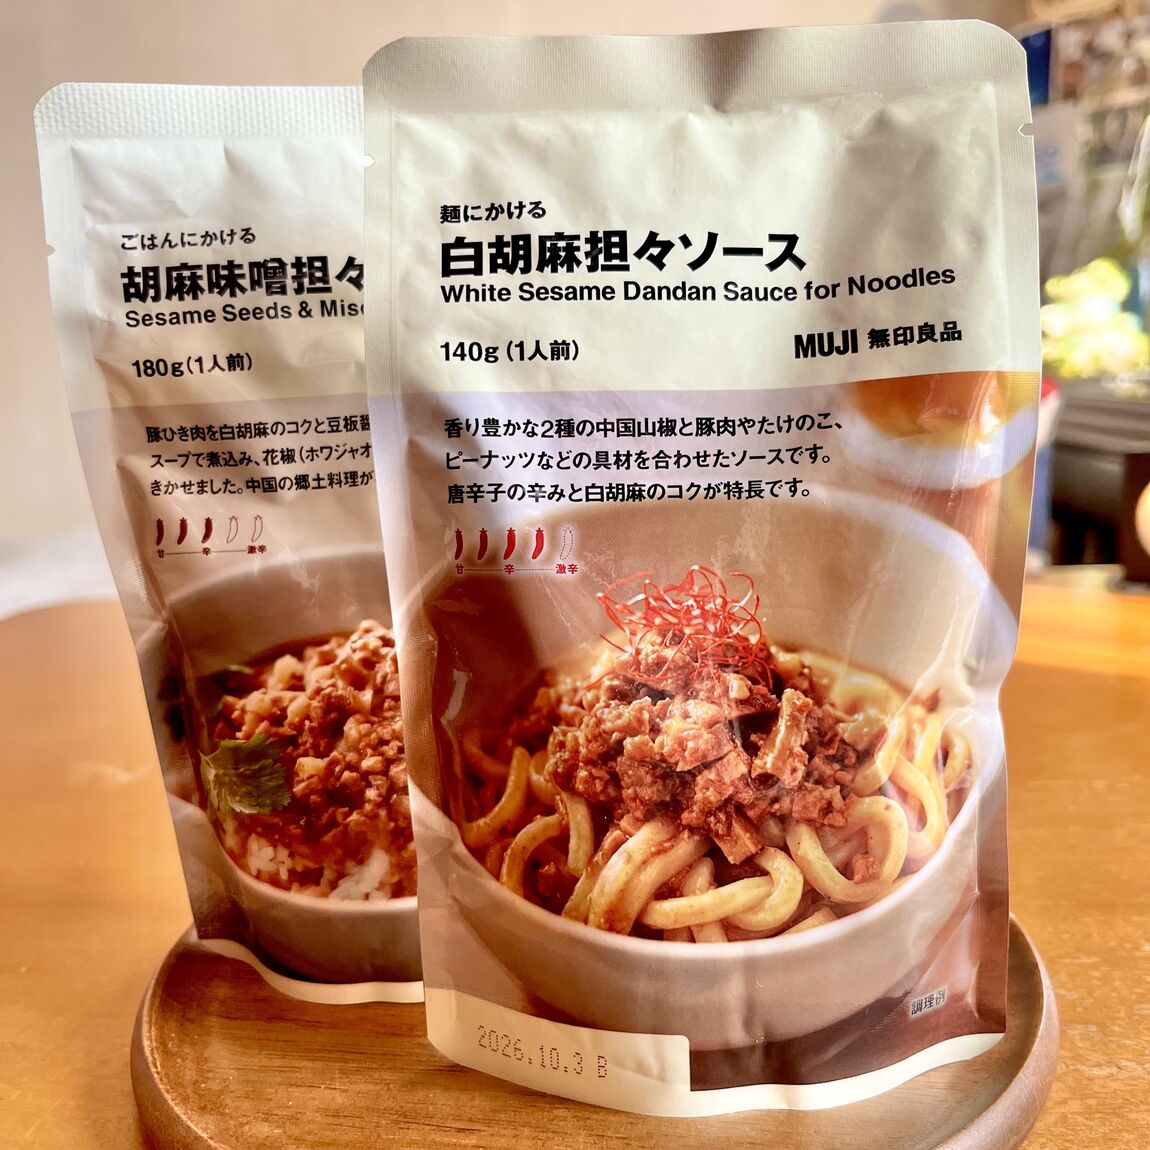 ごはんにかける
胡麻味噌担々
Sesame Seeds & Miso
180g(1人前)
豚ひき肉を白胡麻のコクと豆板醤
スープで煮込み、花椒(ホワジャオ
きかせました。中国の郷土料理が
甘 辛 激辛
麺にかける
白胡麻担々ソース
White Sesame Dandan Sauce for Noodles
140g(1人前)
MUJI 無印良品
香り豊かな2種の中国山椒と豚肉やたけのこ、
ピーナッツなどの具材を合わせたソースです。
唐辛子の辛みと白胡麻のコクが特長です。
甘 辛 激辛
調理例
2026.10.3 B